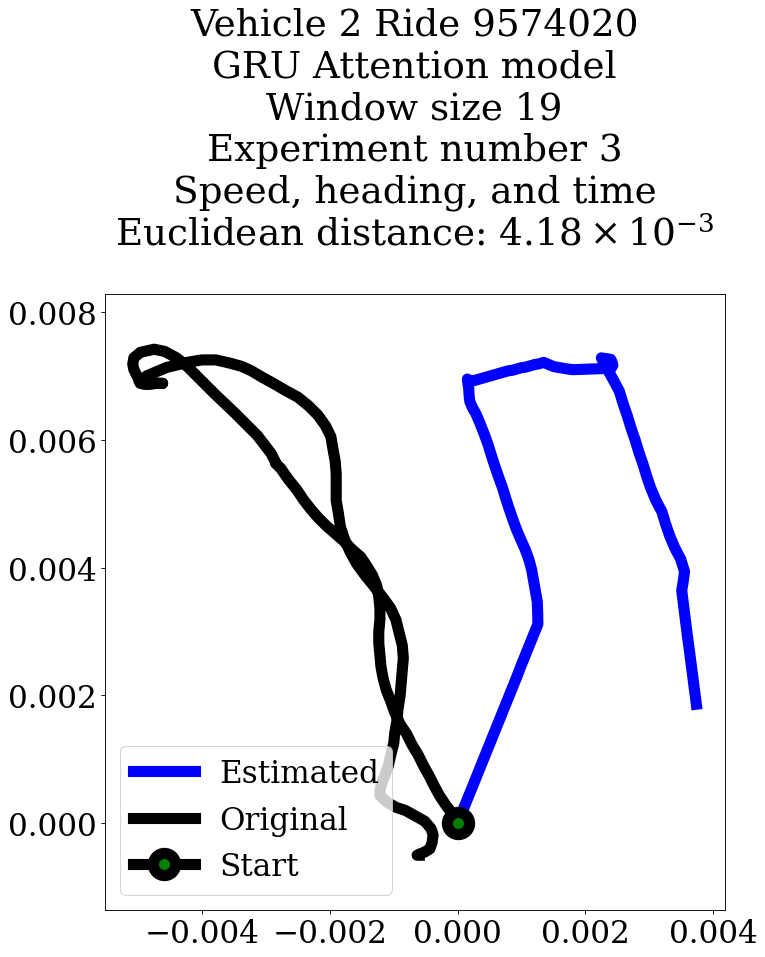 Vehicle 2 Ride 9574020
GRU Attention model
Window size 19
Experiment number 3
Speed, heading, and time
Euclidean distance: 4.18 × 10⁻³
0.008
0.006
0.004
0.002
0.000
Estimated
Original
Start
−0.004 −0.002 0.000 0.002 0.004